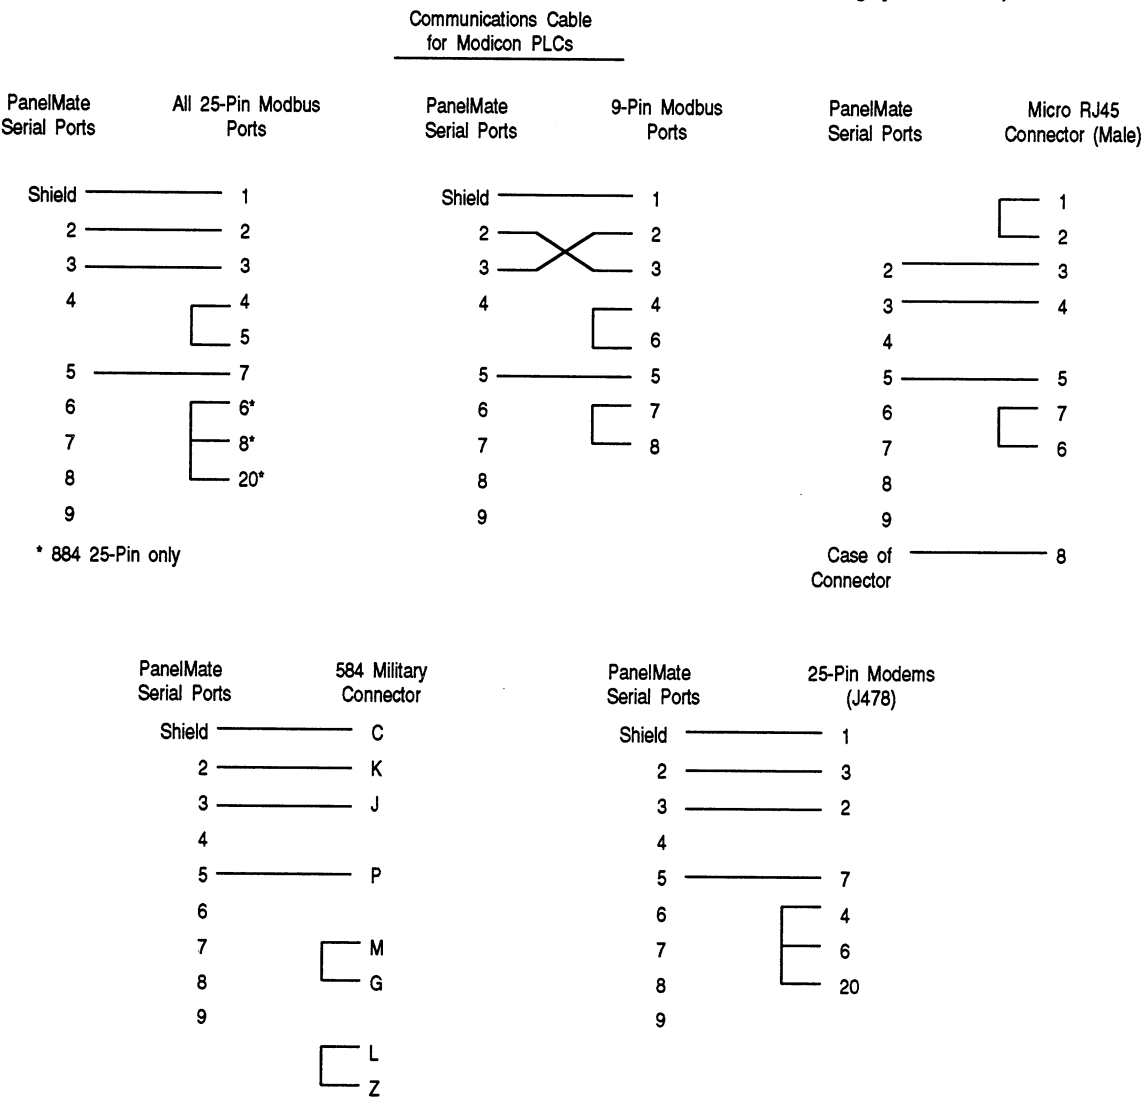 Communications Cable
for Modicon PLCs
PanelMate
Serial Ports
All 25-Pin Modbus
Ports
Shield 1
2 2
3 3
4 4
5
5 7
6 6*
7 8*
8 20*
9
* 884 25-Pin only
PanelMate
Serial Ports
9-Pin Modbus
Ports
Shield 1
2 2
3 3
4 4
6
5 5
6 7
7 8
8
9
PanelMate
Serial Ports
Micro RJ45
Connector (Male)
1
2
2 3
3 4
4
5 5
6 7
7 6
8
9
Case of
Connector
8
PanelMate
Serial Ports
584 Military
Connector
Shield C
2 K
3 J
4
5 P
6
7 M
8 G
9
L
Z
PanelMate
Serial Ports
25-Pin Modems
(J478)
Shield 1
2 3
3 2
4
5 7
6 4
7 6
8 20
9